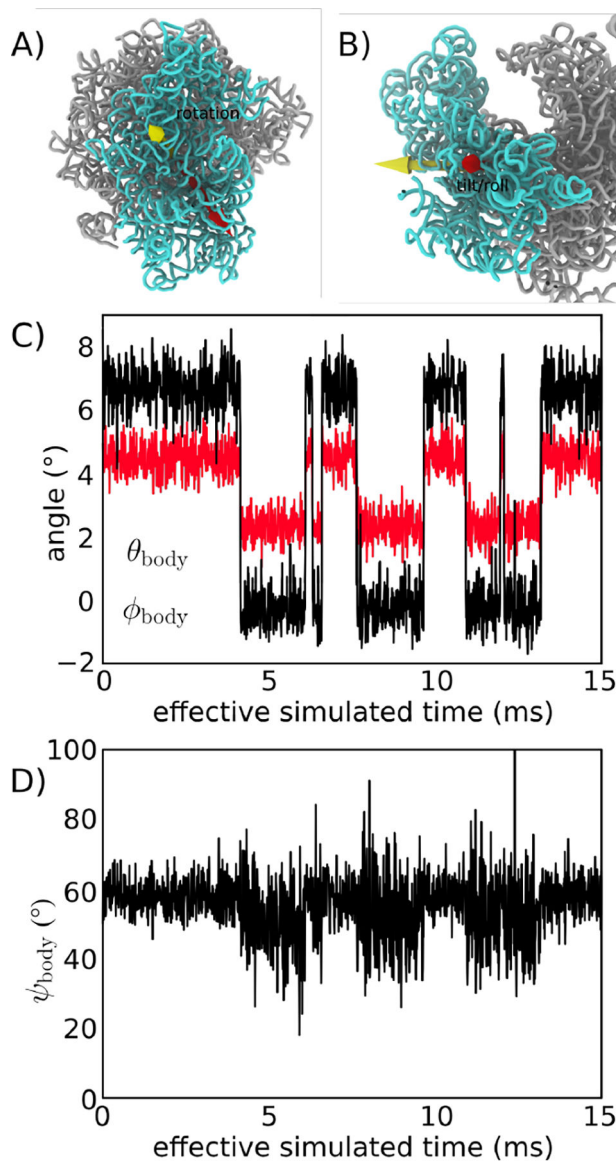 A)
rotation
B)
tilt/roll
C)
8
6
4
2
0
−2
angle (°)
θbody
ϕbody
0 5 10 15
effective simulated time (ms)
D)
100
80
60
40
20
0
ψbody (°)
0 5 10 15
effective simulated time (ms)